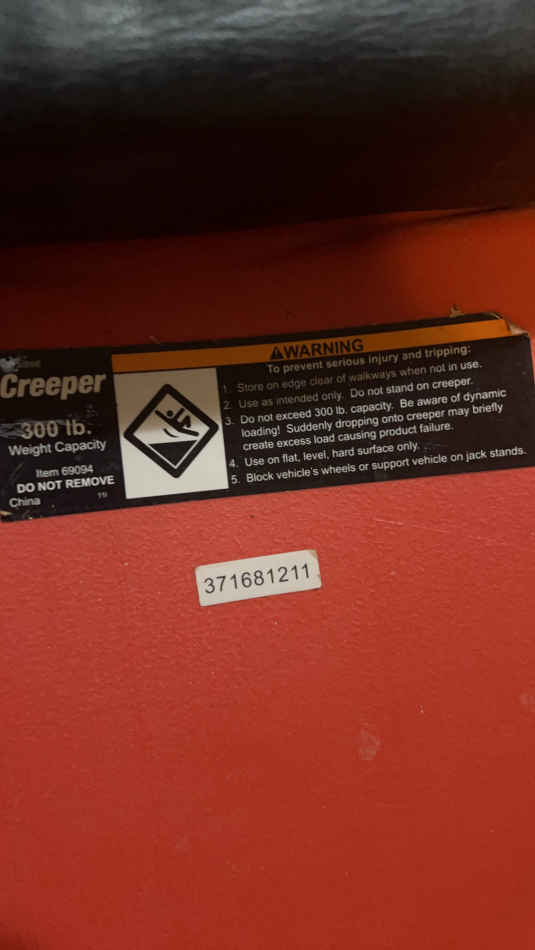 Creeper
300 lb.
Weight Capacity
Item 69094
DO NOT REMOVE
China
WARNING
To prevent serious injury and tripping:
1. Store on edge clear of walkways when not in use.
2. Use as intended only. Do not stand on creeper.
3. Do not exceed 300 lb. capacity. Be aware of dynamic
loading! Suddenly dropping onto creeper may briefly
create excess load causing product failure.
4. Use on flat, level, hard surface only.
5. Block vehicle's wheels or support vehicle on jack stands.
371681211